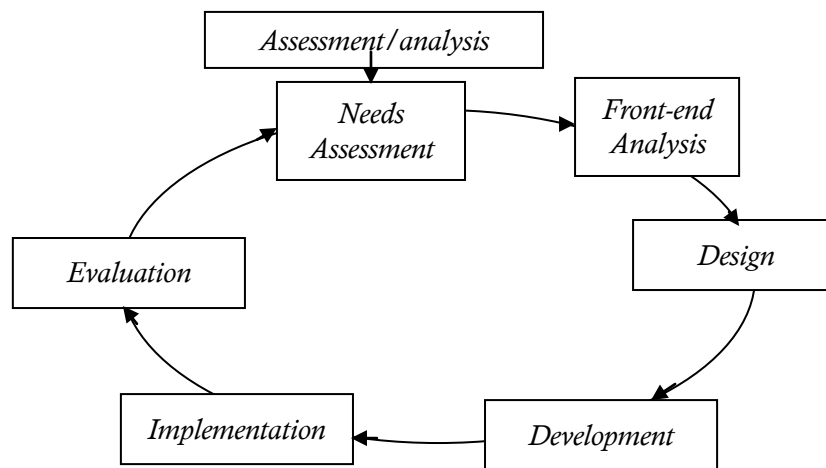 Assessment/analysis
Needs
Assessment
Front-end
Analysis
Design
Development
Implementation
Evaluation